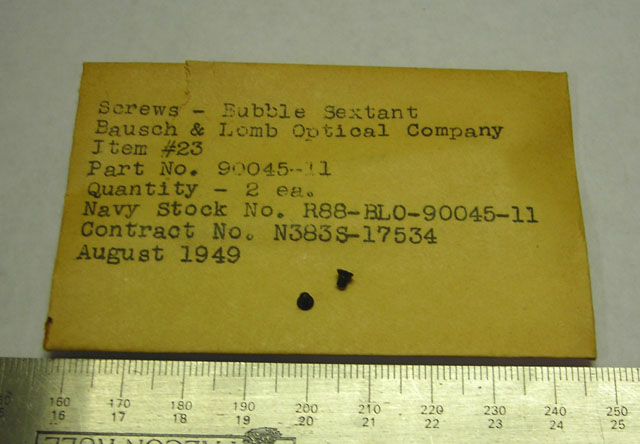 Screws - Bubble Sextant
Bausch & Lomb Optical Company
Item #23
Part No. 90045-11
Quantity - 2 ea.
Navy Stock No. R88-BLO-90045-11
Contract No. N383S-17534
August 1949
160 170 180 190 200 210 220 230 240 250
16 17 18 19 20 21 22 23 24 25